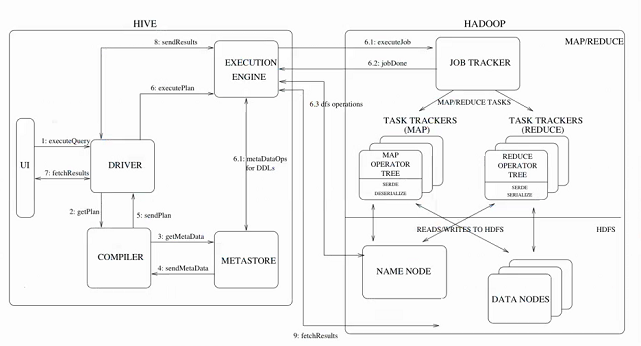 HIVE
HADOOP
8: sendResults
6.1: executeJob
MAP/REDUCE
EXECUTION
ENGINE
6.2: jobDone
JOB TRACKER
6: executePlan
6.3 dfs operations
MAP/REDUCE TASKS
TASK TRACKERS
(MAP)
TASK TRACKERS
(REDUCE)
UI
1: executeQuery
DRIVER
7: fetchResults
6.1: metaDataOps
for DDLs
MAP
OPERATOR
TREE
SERDE
DESERIALIZE
REDUCE
OPERATOR
TREE
SERDE
SERIALIZE
2: getPlan
5: sendPlan
READS/WRITES TO HDFS
HDFS
COMPILER
3: getMetaData
4: sendMetaData
METASTORE
NAME NODE
DATA NODES
9: fetchResults